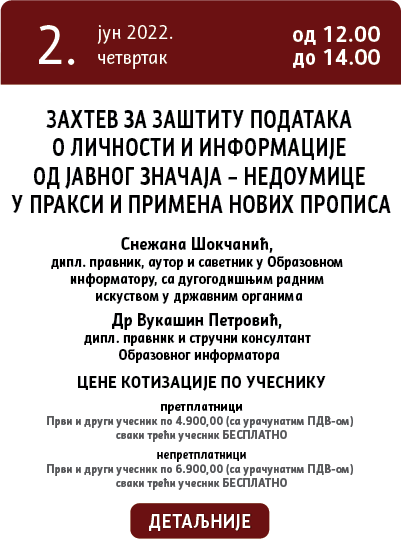 2.
јун 2022.
четвртак
од 12.00
до 14.00
ЗАХТЕВ ЗА ЗАШТИТУ ПОДАТАКА
О ЛИЧНОСТИ И ИНФОРМАЦИЈЕ
ОД ЈАВНОГ ЗНАЧАЈА – НЕДОУМИЦЕ
У ПРАКСИ И ПРИМЕНА НОВИХ ПРОПИСА
Снежана Шокчанић,
дипл. правник, аутор и саветник у Образовном
информатору, са дугогодишњим радним
искуством у државним органима
Др Вукашин Петровић,
дипл. правник и стручни консултант
Образовног информатора
ЦЕНЕ КОТИЗАЦИЈЕ ПО УЧЕСНИКУ
претплатници
Први и други учесник по 4.900,00 (са урачунатим ПДВ-ом)
сваки трећи учесник БЕСПЛАТНО
непретплатници
Први и други учесник по 6.900,00 (са урачунатим ПДВ-ом)
сваки трећи учесник БЕСПЛАТНО
ДЕТАЉНИЈЕ